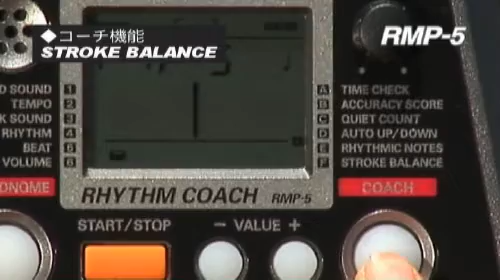 ◆コーチ機能
STROKE BALANCE
RMP-5
D SOUND 1
TEMPO 2
K SOUND 3
RHYTHM 4
BEAT 5
VOLUME 6
A TIME CHECK
B ACCURACY SCORE
C QUIET COUNT
D AUTO UP/DOWN
E RHYTHMIC NOTES
F STROKE BALANCE
ONOME
RHYTHM COACH RMP-5
COACH
START/STOP
− VALUE +